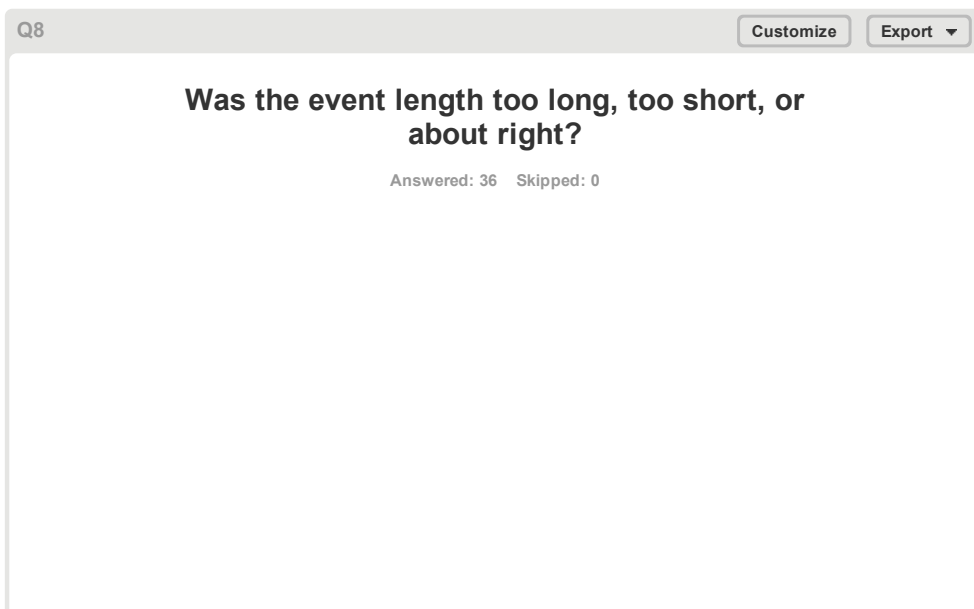 Q8
Customize
Export
Was the event length too long, too short, or
about right?
Answered: 36 Skipped: 0